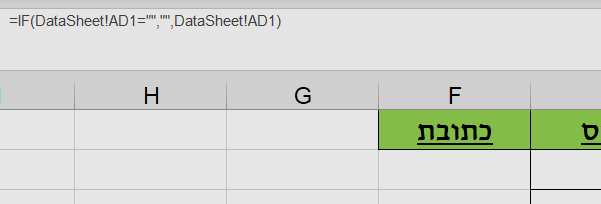 =IF(DataSheet!AD1="","",DataSheet!AD1)
H G F
כתובת